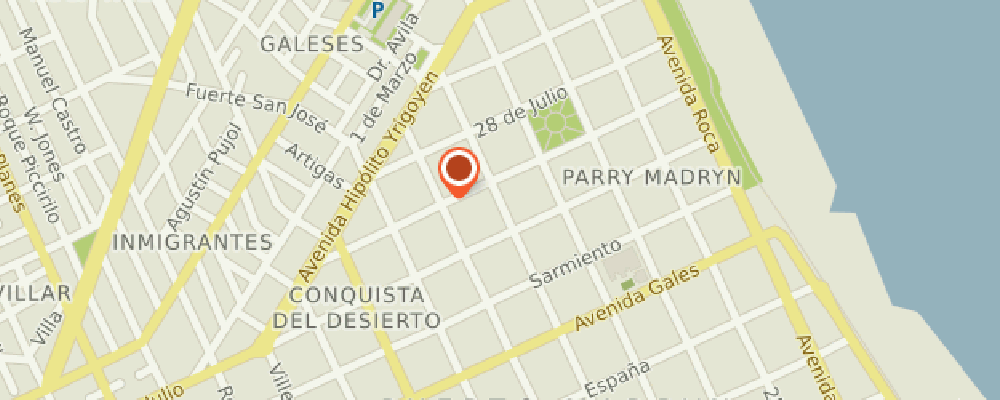 P
GALESES
Dr. Avila
1 de Marzo
Manuel Castro
Fuerte San José
28 de Julio
Avenida Roca
W. Jones
Roque Piccirilo
Artigas
Agustín Pujol
Avenida Hipólito Yrigoyen
PARRY MADRYN
INMIGRANTES
Sarmiento
VILLAR
CONQUISTA
DEL DESIERTO
Avenida Gales
Villa
España
Avenida
Julio
Ville